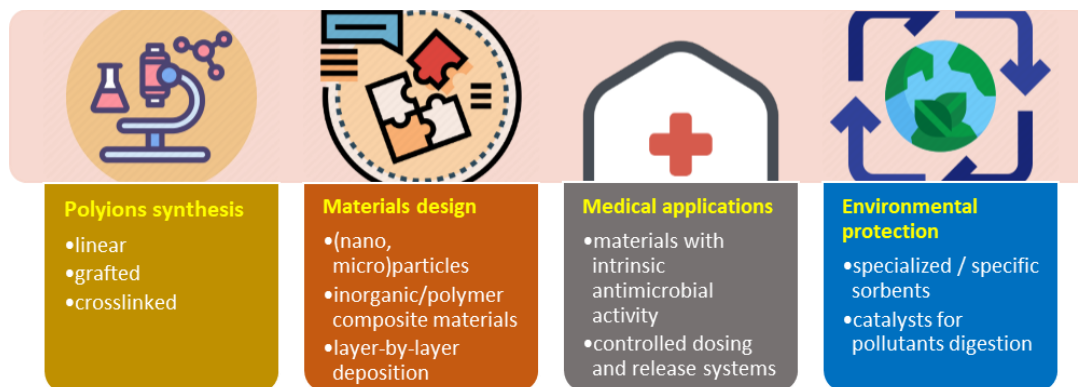 Polyions synthesis
•linear
•grafted
•crosslinked
Materials design
•(nano,
micro)particles
•inorganic/polymer
composite materials
•layer-by-layer
deposition
Medical applications
•materials with
intrinsic
antimicrobial
activity
•controlled dosing
and release systems
Environmental
protection
•specialized / specific
sorbents
•catalysts for
pollutants digestion